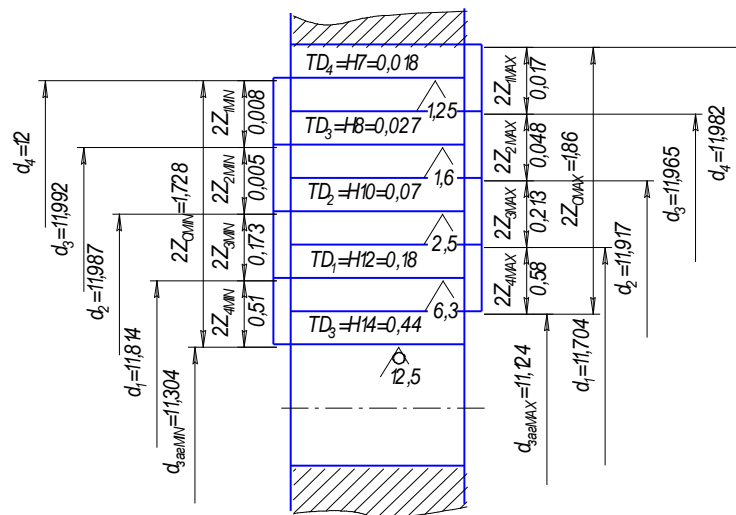 TD₄=H7=0,018
1,25
TD₃=H8=0,027
1,6
TD₂=H10=0,07
2,5
TD₁=H12=0,18
6,3
TD₃=H14=0,44
12,5
d₄=12
d₃=11,992
d₂=11,987
d₁=11,814
dзагMIN=11,304
2Z0MIN=1,728
2Z1MIN
0,008
2Z2MIN
0,005
2Z3MIN
0,173
2Z4MIN
0,51
2Z1MAX
0,017
2Z2MAX
0,048
2Z3MAX
0,213
2Z4MAX
0,58
2Z0MAX=1,86
dзагMAX=11,124
d₁=11,704
d₂=11,917
d₃=11,965
d₄=11,982